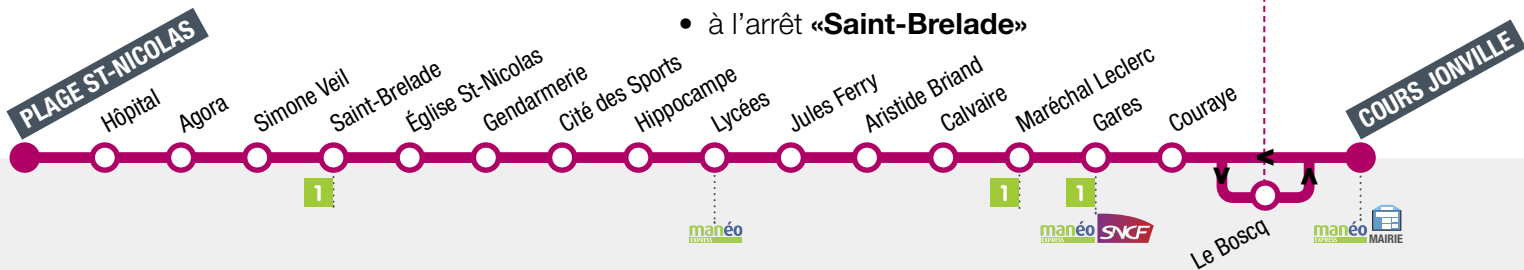 • à l'arrêt «Saint-Brelade»
PLAGE ST-NICOLAS
Hôpital
Agora
Simone Veil
Saint-Brelade
Église St-Nicolas
Gendarmerie
Cité des Sports
Hippocampe
Lycées
Jules Ferry
Aristide Briand
Calvaire
Maréchal Leclerc
Gares
Couraye
Le Boscq
COURS JONVILLE
1
manéo
EXPRESS
1
1
manéo
EXPRESS
SNCF
manéo
EXPRESS
MAIRIE